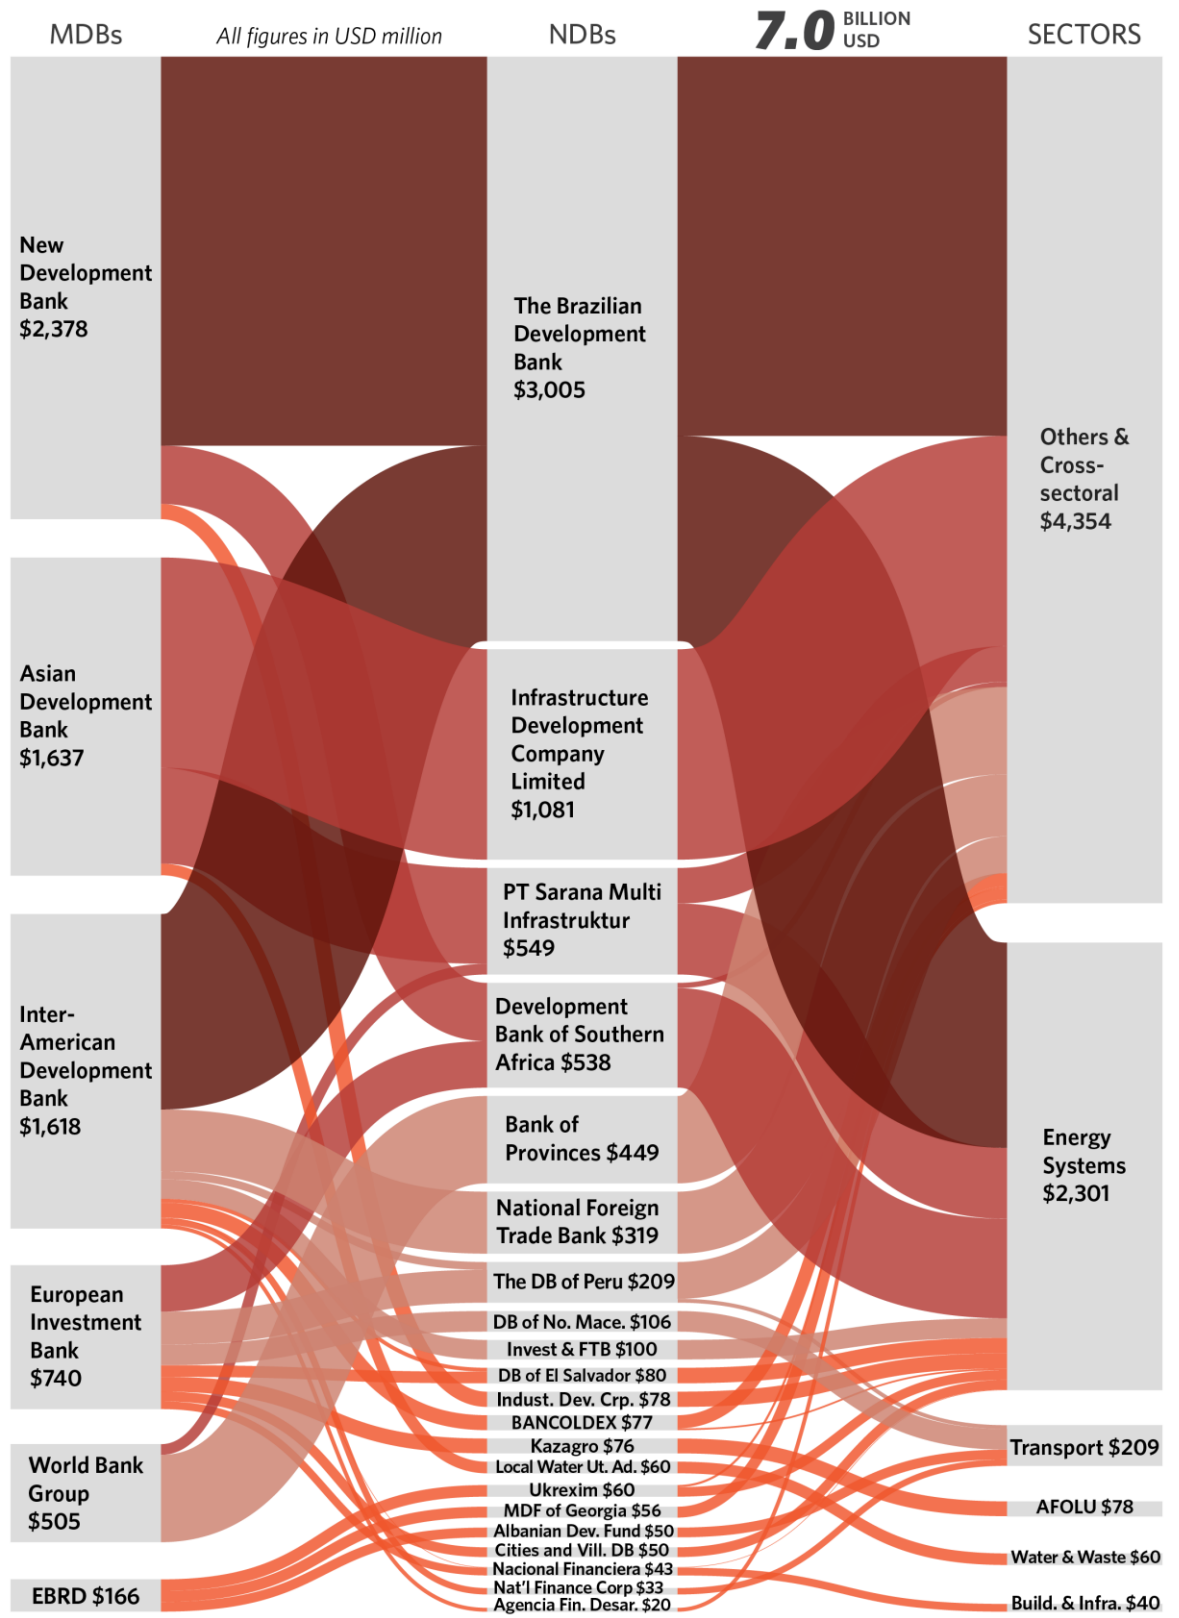 MDBs
All figures in USD million
NDBs
7.0 BILLION
USD
SECTORS
New
Development
Bank
$2,378
Asian
Development
Bank
$1,637
Inter-
American
Development
Bank
$1,618
European
Investment
Bank
$740
World Bank
Group
$505
EBRD $166
The Brazilian
Development
Bank
$3,005
Infrastructure
Development
Company
Limited
$1,081
PT Sarana Multi
Infrastruktur
$549
Development
Bank of Southern
Africa $538
Bank of
Provinces $449
National Foreign
Trade Bank $319
The DB of Peru $209
DB of No. Mace. $106
Invest & FTB $100
DB of El Salvador $80
Indust. Dev. Crp. $78
BANCOLDEX $77
Kazagro $76
Local Water Ut. Ad. $60
Ukrexim $60
MDF of Georgia $56
Albanian Dev. Fund $50
Cities and Vill. DB $50
Nacional Financiera $43
Nat'l Finance Corp $33
Agencia Fin. Desar. $20
Others &
Cross-
sectoral
$4,354
Energy
Systems
$2,301
Transport $209
AFOLU $78
Water & Waste $60
Build. & Infra. $40